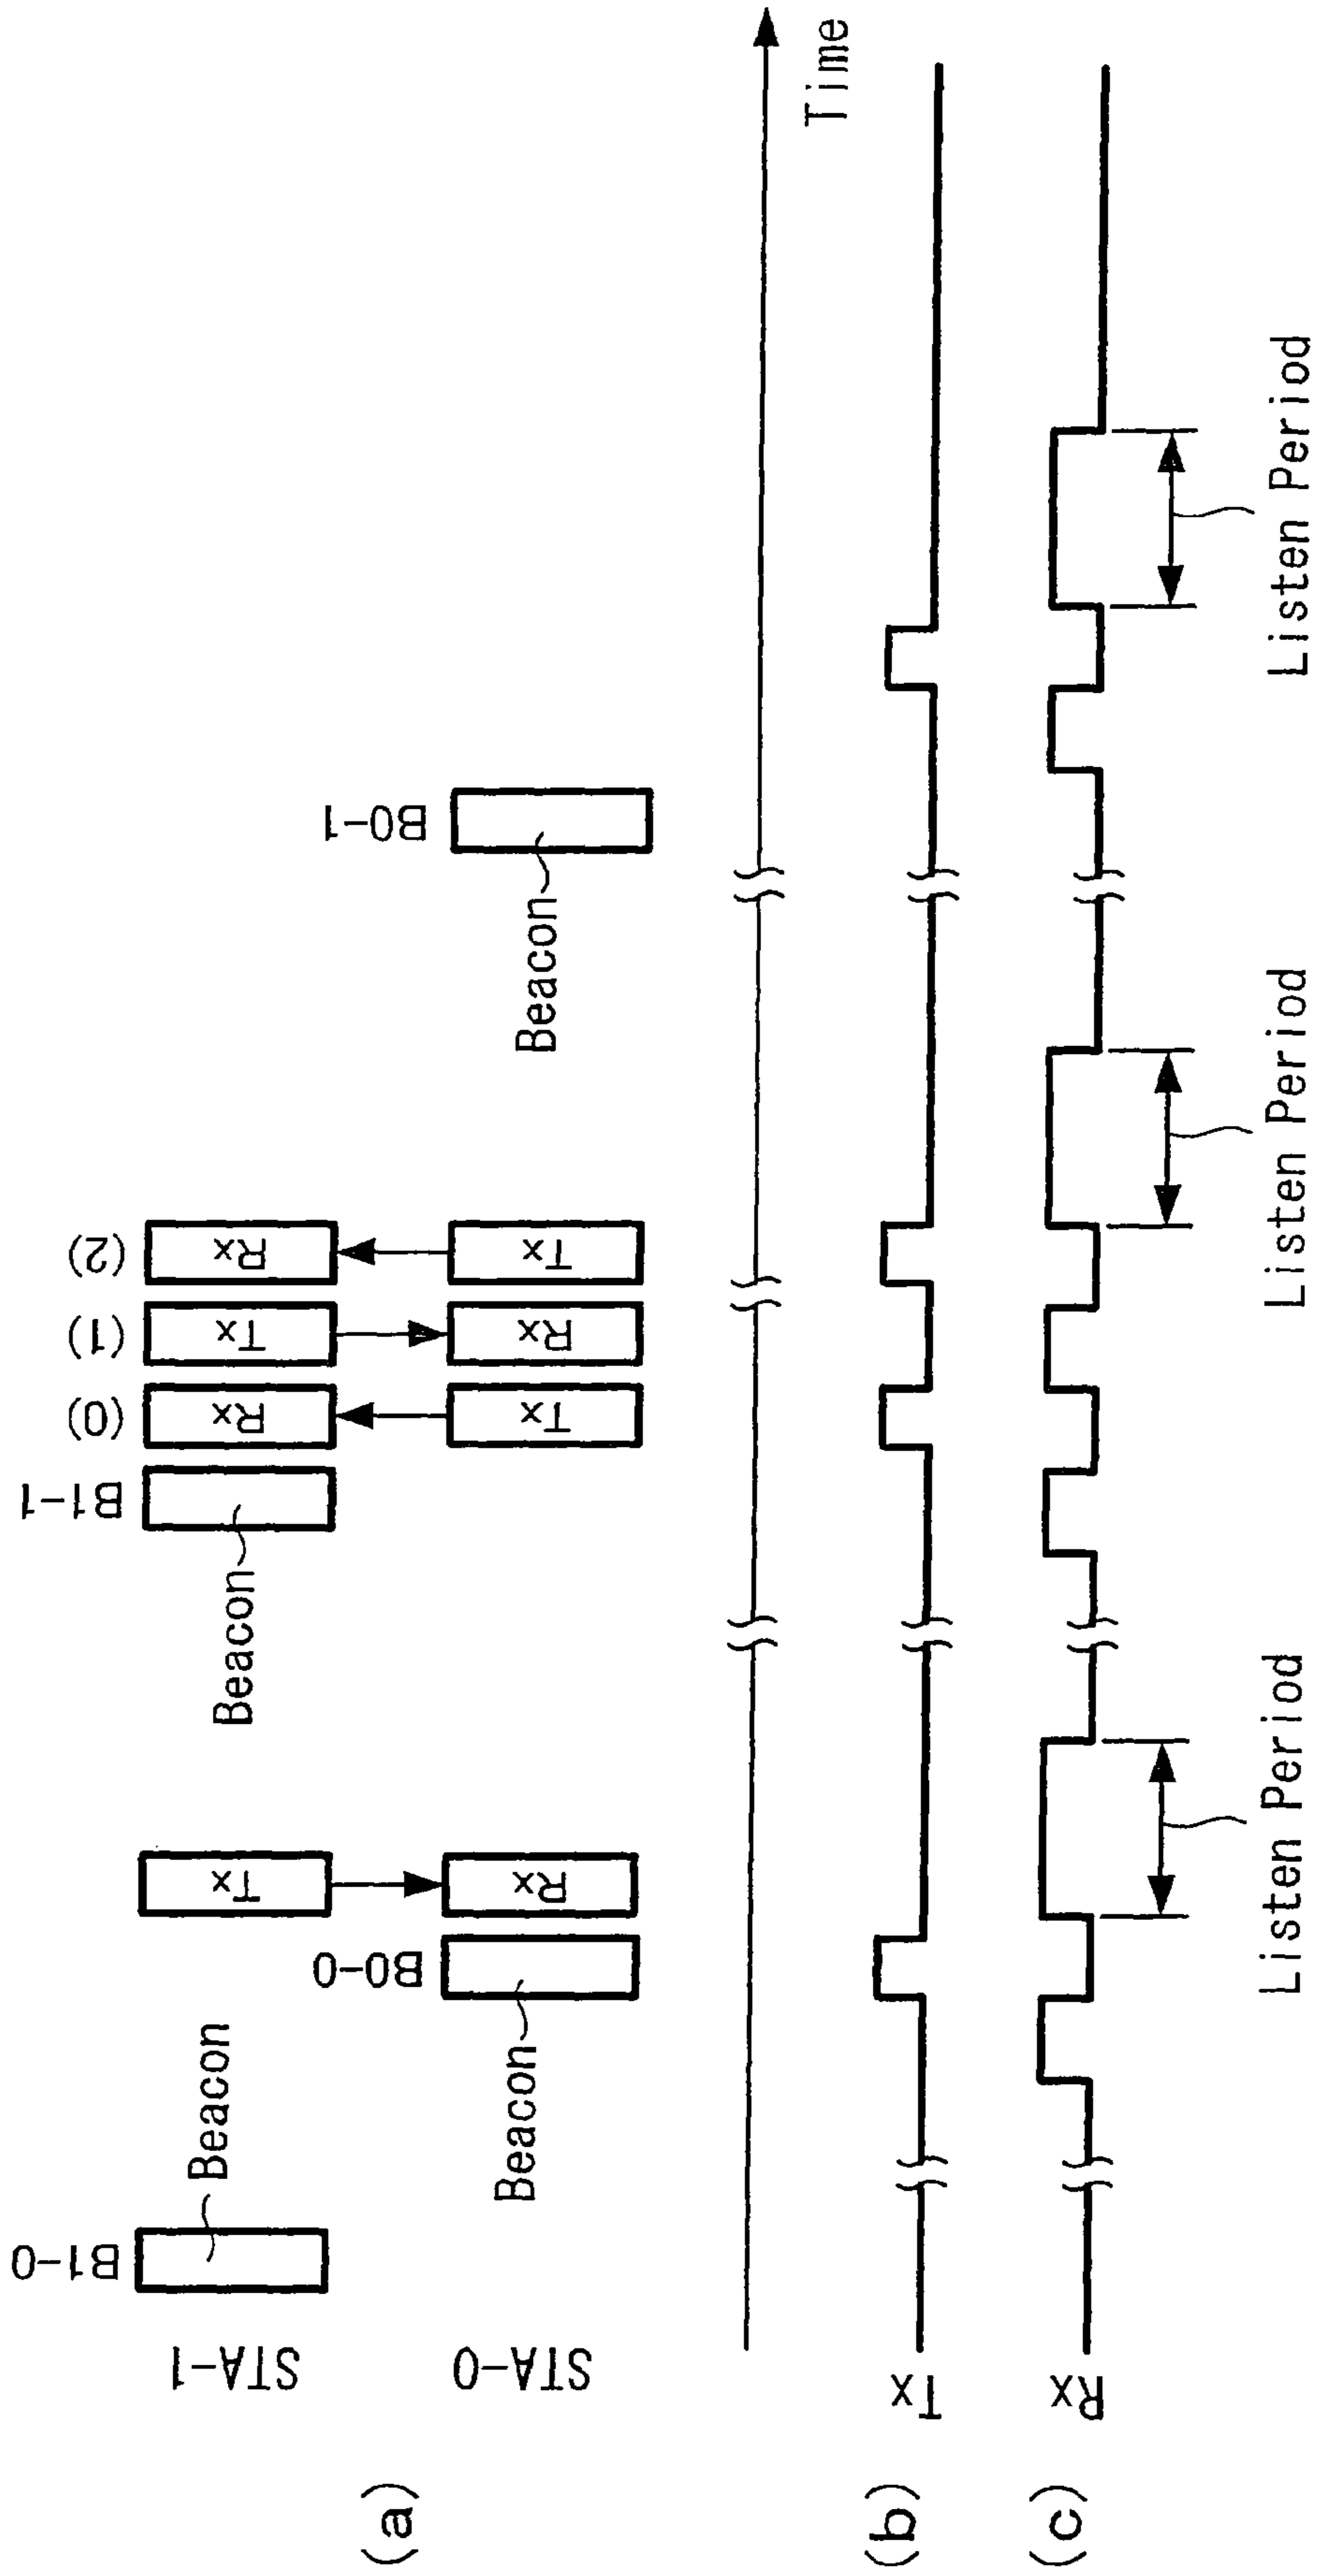 (a)
STA-1
B1-0
Beacon
Tx
B1-1
Beacon
(0)
Rx
(1)
Tx
(2)
Rx
STA-0
B0-0
Beacon
Rx
Tx
Rx
Tx
B0-1
Beacon
Time
(b)
Tx
(c)
Rx
Listen Period
Listen Period
Listen Period